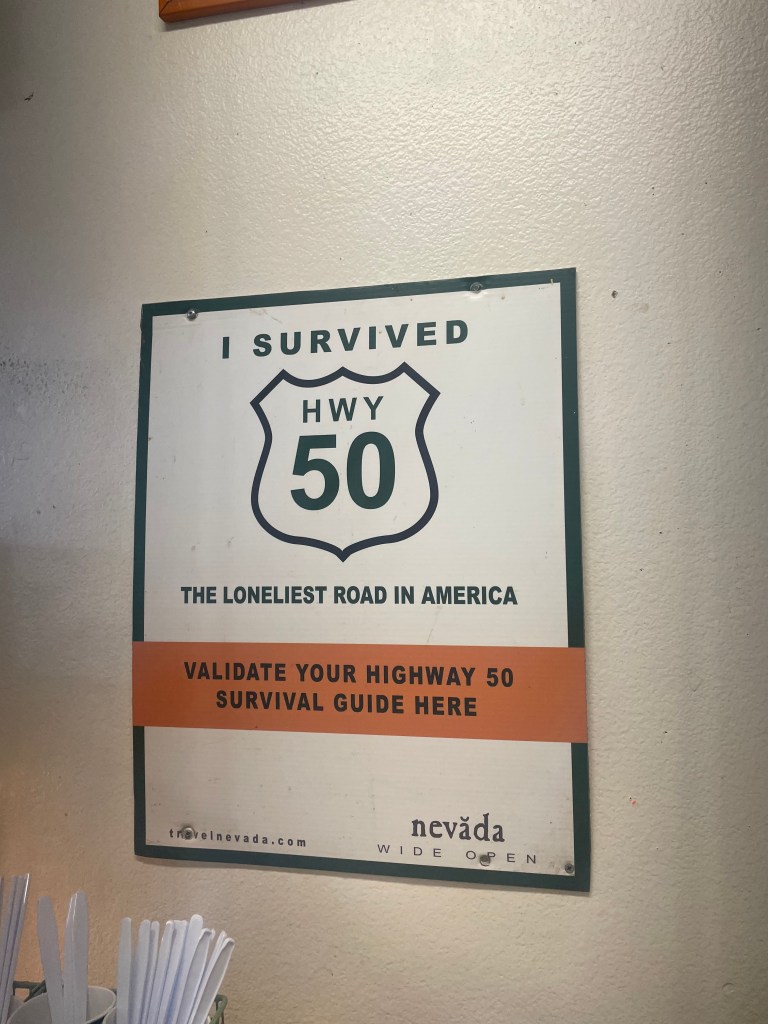 I SURVIVED
HWY
50
THE LONELIEST ROAD IN AMERICA
VALIDATE YOUR HIGHWAY 50
SURVIVAL GUIDE HERE
travelnevada.com
nevăda
WIDE OPEN